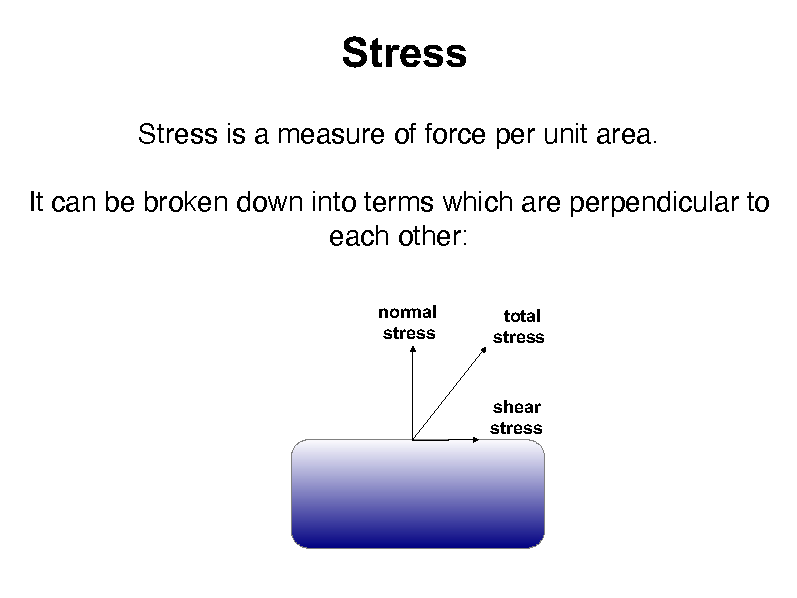 Stress
Stress is a measure of force per unit area.
It can be broken down into terms which are perpendicular to
each other:
normal
stress
total
stress
shear
stress